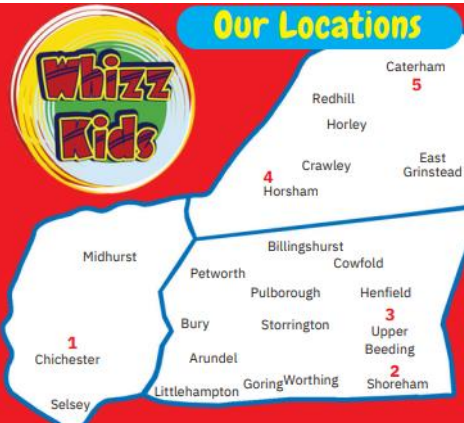 Our Locations
Whizz
Kids
Caterham
5
Redhill
Horley
Crawley
East
Grinstead
4
Horsham
Midhurst
Billingshurst
Cowfold
Petworth
Pulborough
Henfield
3
Bury
Storrington
Upper
Beeding
1
Chichester
Arundel
2
Littlehampton
Goring
Worthing
Shoreham
Selsey